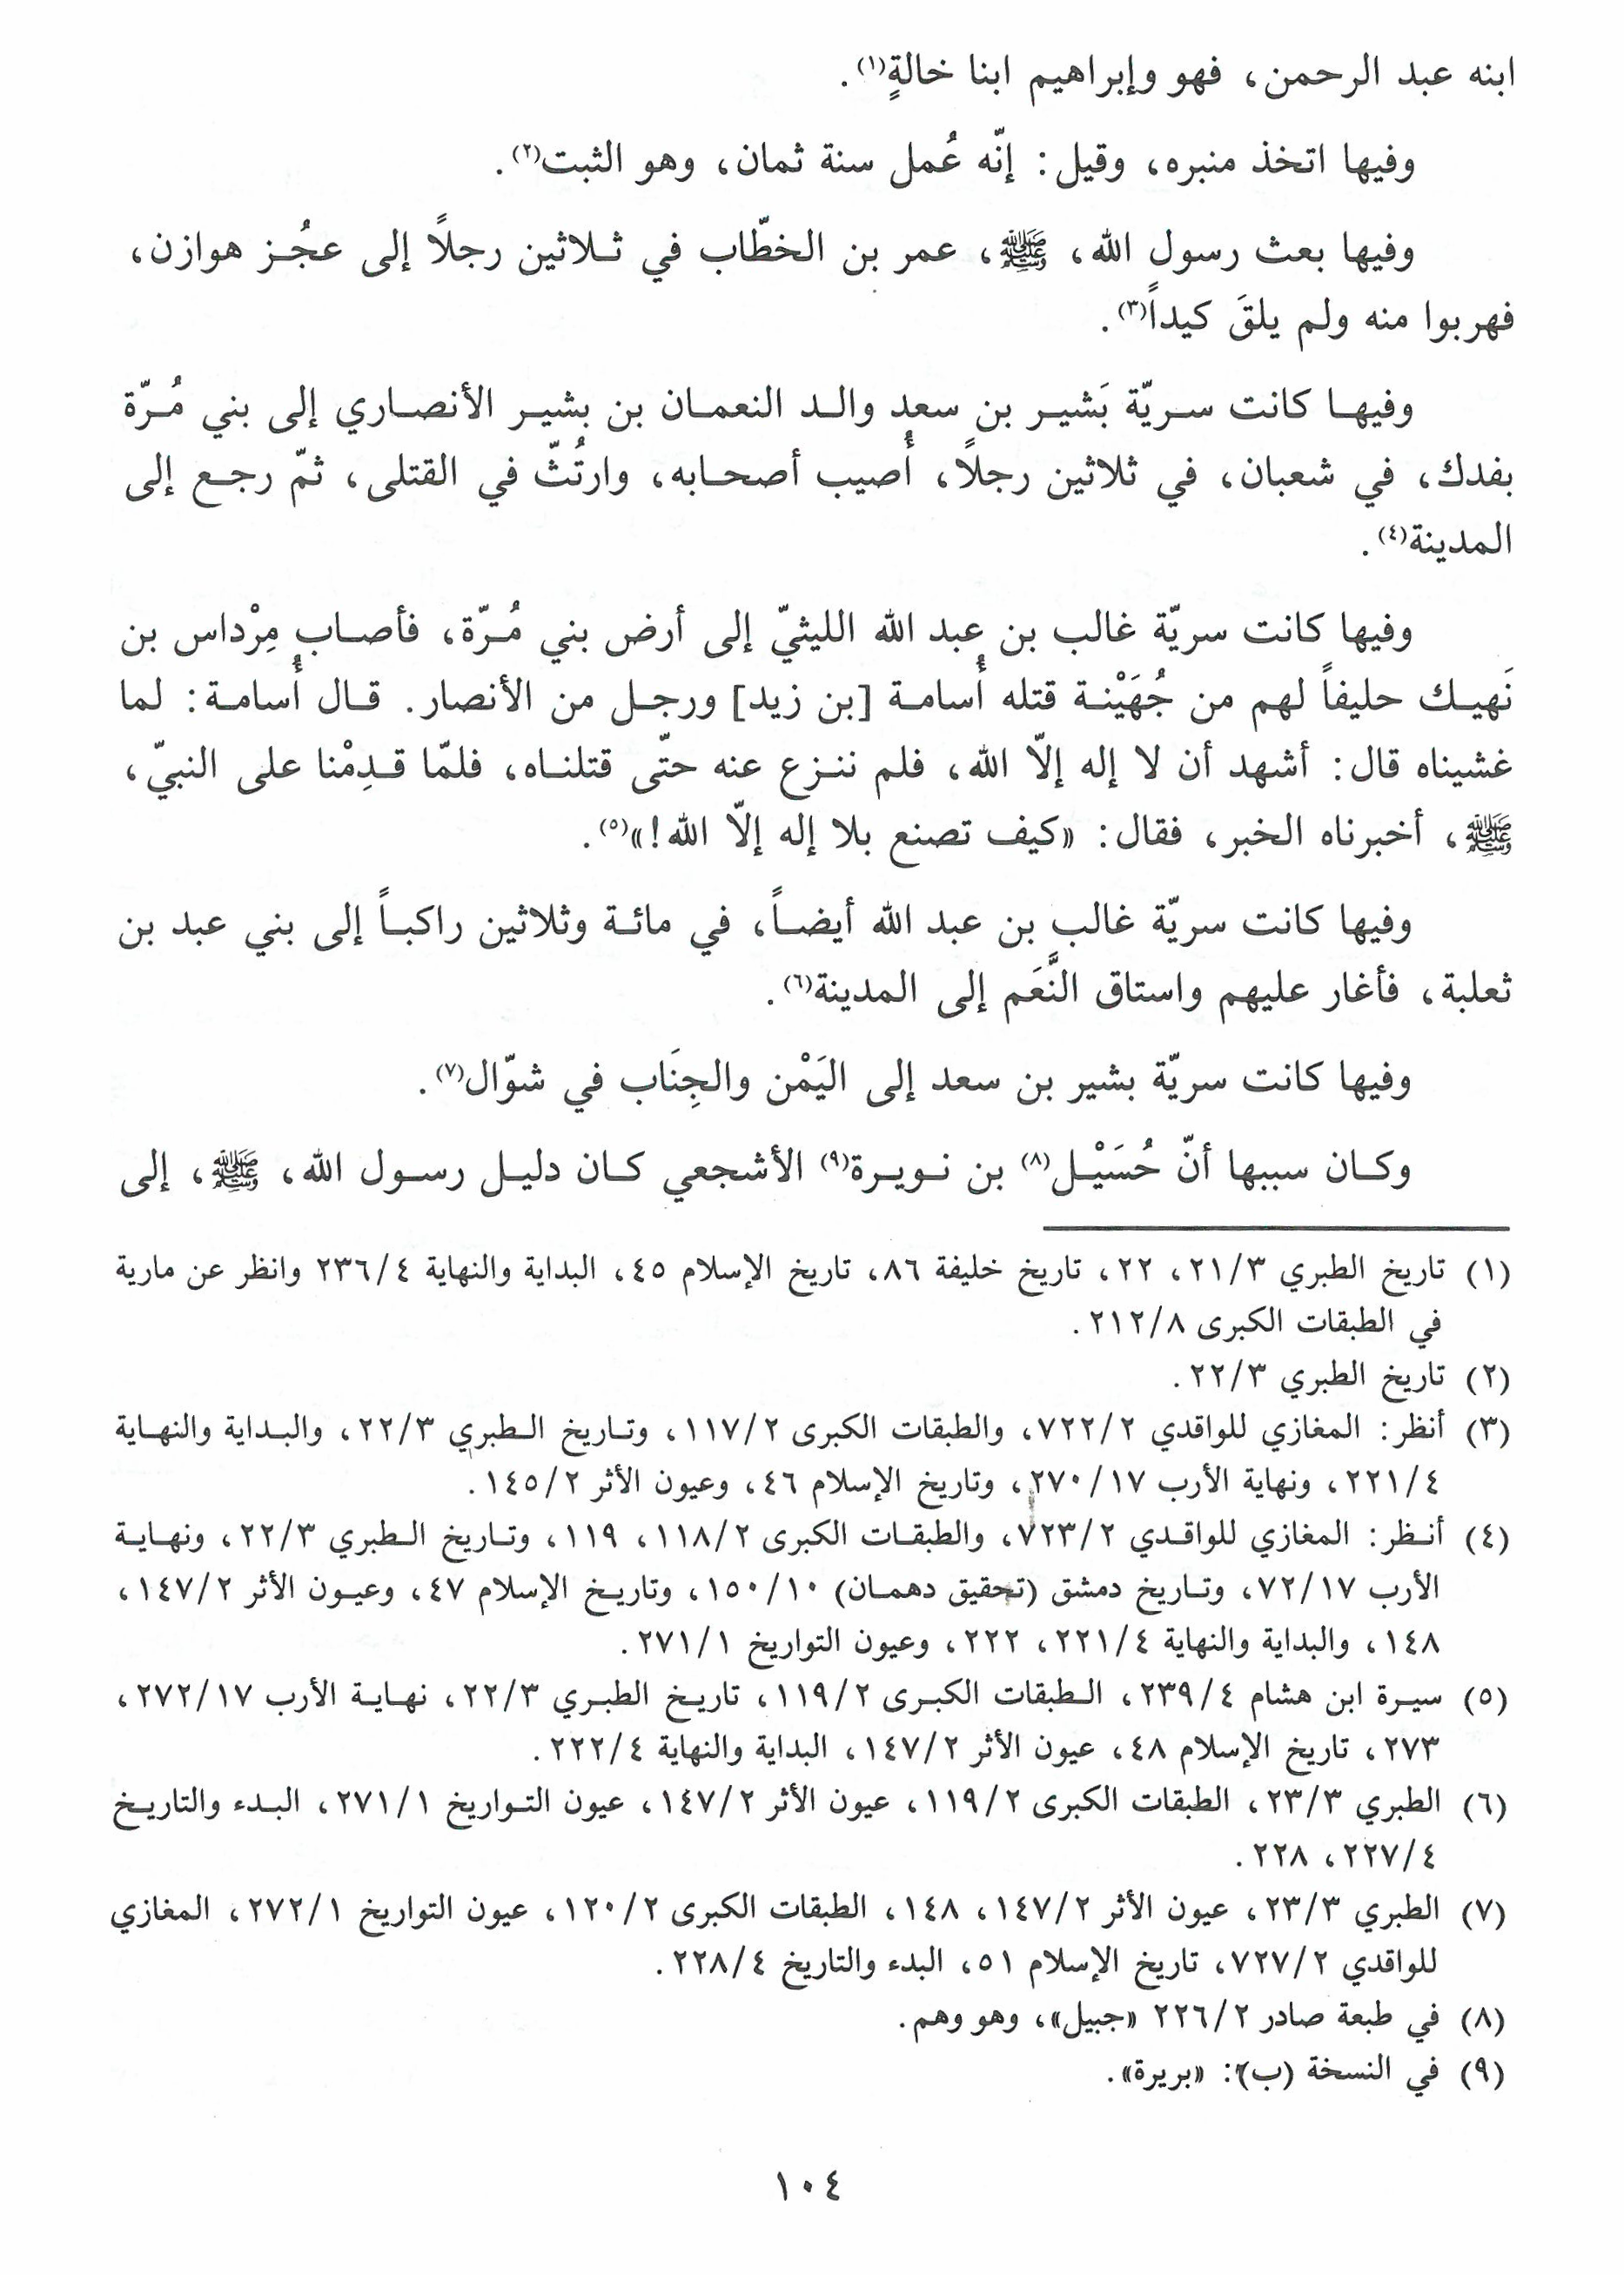 ابنه عبد الرحمن، فهو وإبراهيم ابنا خالةٍ(١).
وفيها اتخذ منبره، وقيل: إنّه عُمل سنة ثمان، وهو الثبت(٢).
وفيها بعث رسول الله، ﷺ، عمر بن الخطّاب في ثلاثين رجلاً إلى عجُز هوازن،
فهربوا منه ولم يلقَ كيداً(٣).
وفيها كانت سريّة بَشير بن سعد والد النعمان بن بشير الأنصاري إلى بني مُرّة
بفدك، في شعبان، في ثلاثين رجلاً، أُصيب أصحابه، وارتُثّ في القتلى، ثمّ رجع إلى
المدينة(٤).
وفيها كانت سريّة غالب بن عبد الله الليثيّ إلى أرض بني مُرّة، فأصاب مِرْداس بن
نَهيك حليفاً لهم من جُهَيْنة قتله أُسامة [بن زيد] ورجل من الأنصار. قال أُسامة: لما
غشيناه قال: أشهد أن لا إله إلّا الله، فلم ننزع عنه حتّى قتلناه، فلمّا قدِمْنا على النبيّ،
ﷺ، أخبرناه الخبر، فقال: «كيف تصنع بلا إله إلّا الله!»(٥).
وفيها كانت سريّة غالب بن عبد الله أيضاً، في مائة وثلاثين راكباً إلى بني عبد بن
ثعلبة، فأغار عليهم واستاق النَّعَم إلى المدينة(٦).
وفيها كانت سريّة بشير بن سعد إلى اليَمْن والجِنَاب في شوّال(٧).
وكان سببها أنّ حُسَيْل(٨) بن نويرة(٩) الأشجعي كان دليل رسول الله، ﷺ، إلى
(١) تاريخ الطبري ٢١/٣، ٢٢، تاريخ خليفة ٨٦، تاريخ الإسلام ٤٥، البداية والنهاية ٢٣٦/٤ وانظر عن مارية
في الطبقات الكبرى ٢١٢/٨.
(٢) تاريخ الطبري ٢٢/٣.
(٣) أنظر: المغازي للواقدي ٧٢٢/٢، والطبقات الكبرى ١١٧/٢، وتاريخ الطبري ٢٢/٣، والبداية والنهاية
٢٢١/٤، ونهاية الأرب ٢٧٠/١٧، وتاريخ الإسلام ٤٦، وعيون الأثر ١٤٥/٢.
(٤) أنظر: المغازي للواقدي ٧٢٣/٢، والطبقات الكبرى ١١٨/٢، ١١٩، وتاريخ الطبري ٢٢/٣، ونهاية
الأرب ٧٢/١٧، وتاريخ دمشق (تحقيق دهمان) ١٥٠/١٠، وتاريخ الإسلام ٤٧، وعيون الأثر ١٤٧/٢،
١٤٨، والبداية والنهاية ٢٢١/٤، ٢٢٢، وعيون التواريخ ٢٧١/١.
(٥) سيرة ابن هشام ٢٣٩/٤، الطبقات الكبرى ١١٩/٢، تاريخ الطبري ٢٢/٣، نهاية الأرب ٢٧٢/١٧،
٢٧٣، تاريخ الإسلام ٤٨، عيون الأثر ١٤٧/٢، البداية والنهاية ٢٢٢/٤.
(٦) الطبري ٢٣/٣، الطبقات الكبرى ١١٩/٢، عيون الأثر ١٤٧/٢، عيون التواريخ ٢٧١/١، البدء والتاريخ
٢٢٧/٤، ٢٢٨.
(٧) الطبري ٢٣/٣، عيون الأثر ١٤٧/٢، ١٤٨، الطبقات الكبرى ١٢٠/٢، عيون التواريخ ٢٧٢/١، المغازي
للواقدي ٧٢٧/٢، تاريخ الإسلام ٥١، البدء والتاريخ ٢٢٨/٤.
(٨) في طبعة صادر ٢٢٦/٢ «جبيل»، وهو وهم.
(٩) في النسخة (ب): «بريرة».
١٠٤